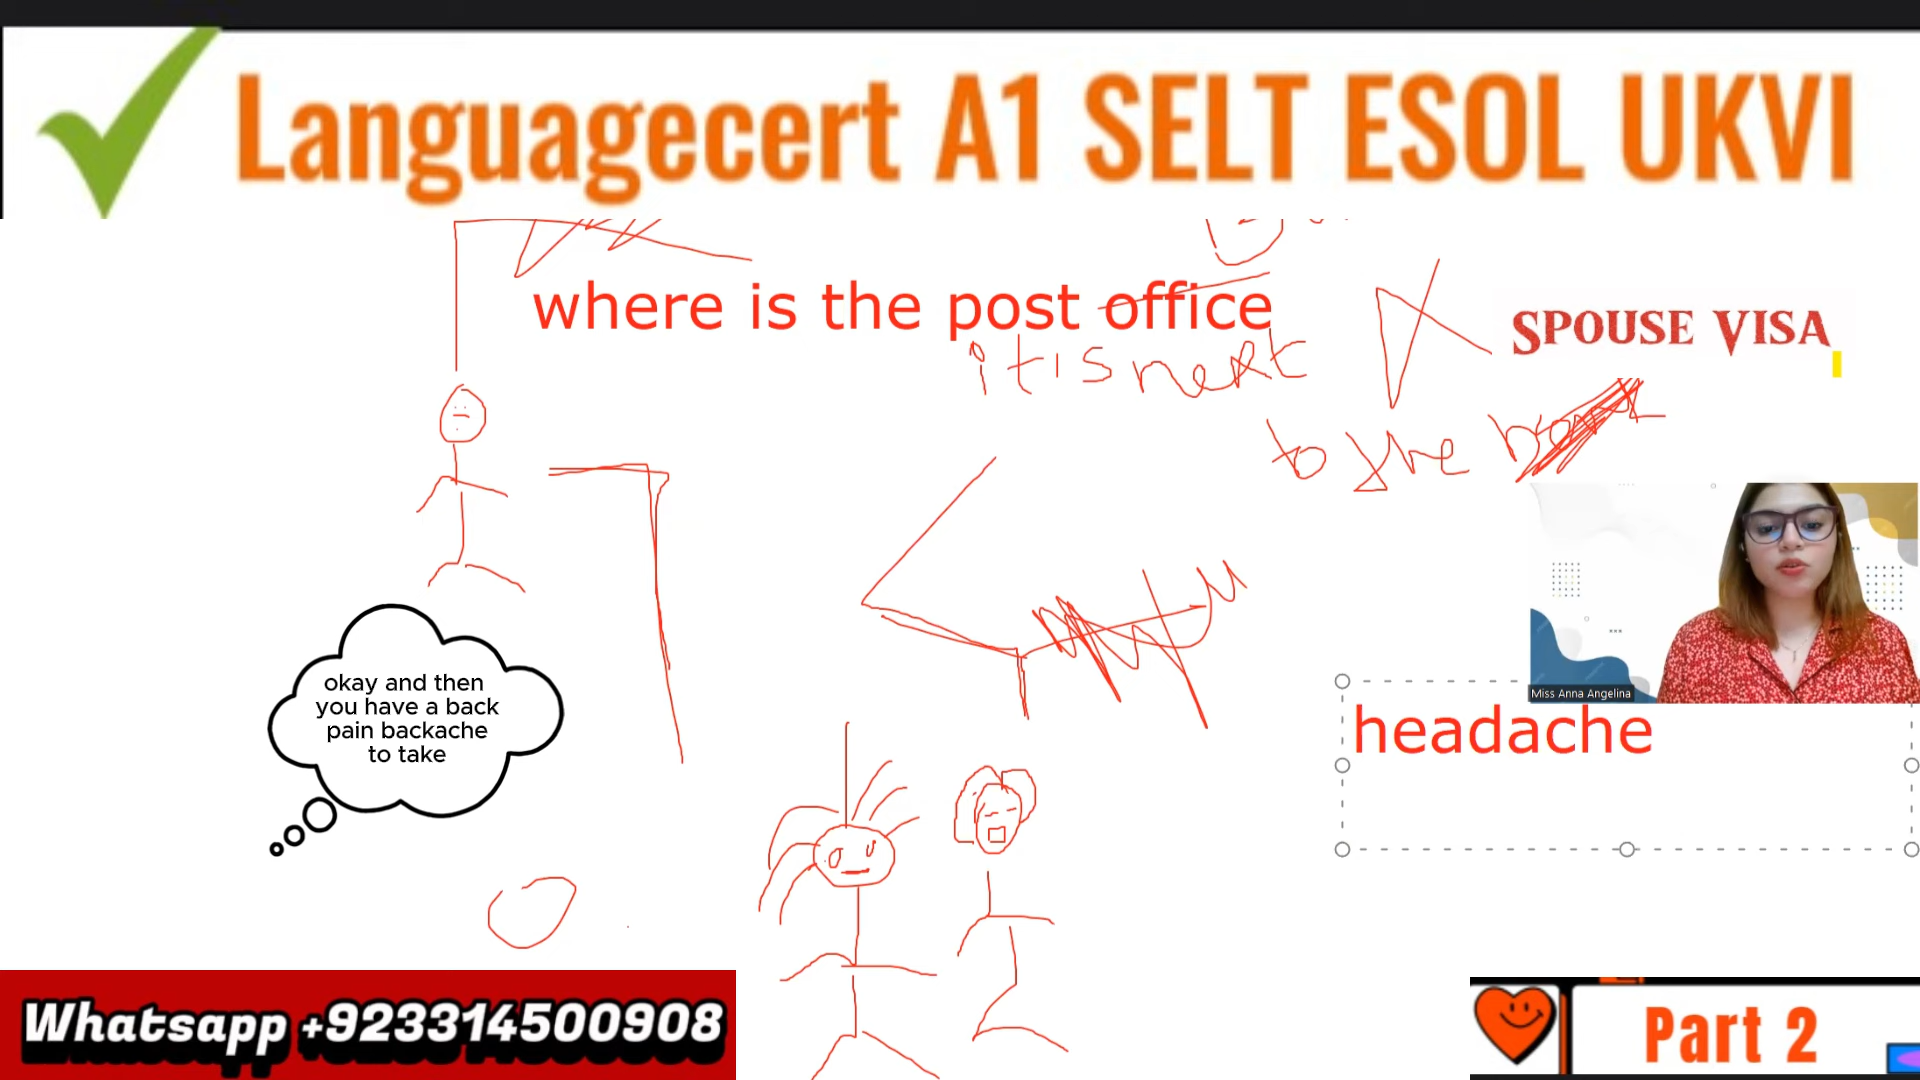 Languagecert A1 SELT ESOL UKVI
where is the post office
it is next
to the
SPOUSE VISA
Miss Anna Angelina
headache
okay and then
you have a back
pain backache
to take
Whatsapp +923314500908
Part 2